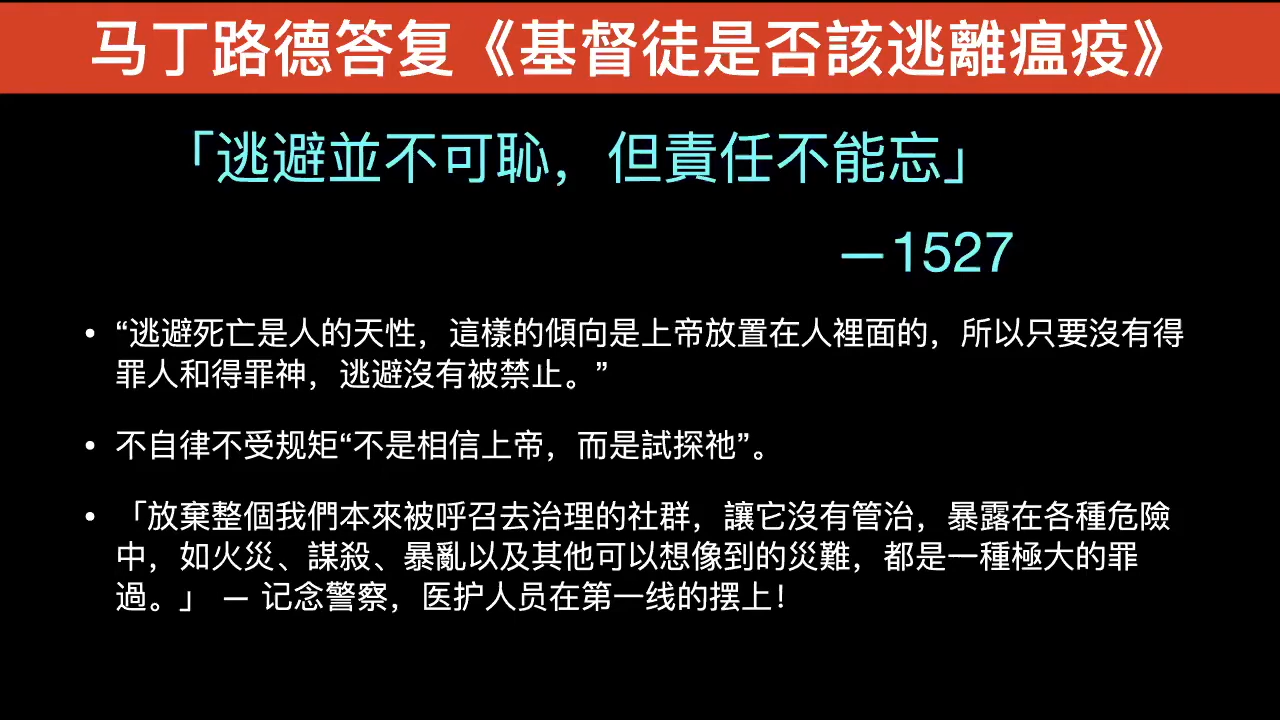 马丁路德答复《基督徒是否該逃離瘟疫》
「逃避並不可恥，但責任不能忘」
—1527
• “逃避死亡是人的天性，這樣的傾向是上帝放置在人裡面的，所以只要沒有得
罪人和得罪神，逃避沒有被禁止。”
• 不自律不受规矩“不是相信上帝，而是試探祂”。
• 「放棄整個我們本來被呼召去治理的社群，讓它沒有管治，暴露在各種危險
中，如火災、謀殺、暴亂以及其他可以想像到的災難，都是一種極大的罪
過。」 — 记念警察，医护人员在第一线的摆上！